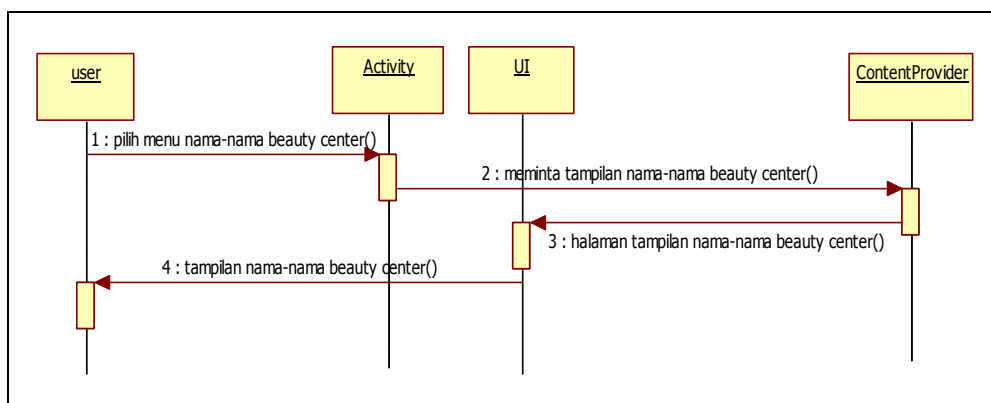 user
Activity
UI
ContentProvider
1 : pilih menu nama-nama beauty center()
2 : meminta tampilan nama-nama beauty center()
3 : halaman tampilan nama-nama beauty center()
4 : tampilan nama-nama beauty center()